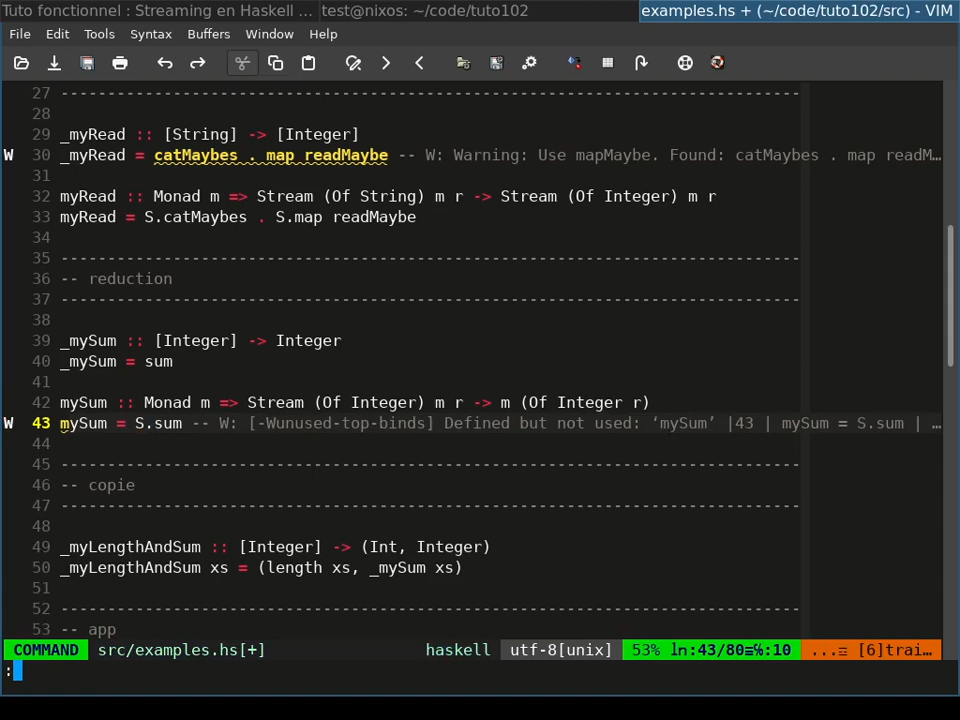 Tuto fonctionnel : Streaming en Haskell ... test@nixos: ~/code/tuto102 examples.hs + (~/code/tuto102/src) - VIM
File Edit Tools Syntax Buffers Window Help
27 -------------------------------------------------------------------------------
28
29 _myRead :: [String] -> [Integer]
W 30 _myRead = catMaybes . map readMaybe -- W: Warning: Use mapMaybe. Found: catMaybes . map readM…
31
32 myRead :: Monad m => Stream (Of String) m r -> Stream (Of Integer) m r
33 myRead = S.catMaybes . S.map readMaybe
34
35 -------------------------------------------------------------------------------
36 -- reduction
37 -------------------------------------------------------------------------------
38
39 _mySum :: [Integer] -> Integer
40 _mySum = sum
41
42 mySum :: Monad m => Stream (Of Integer) m r -> m (Of Integer r)
W 43 mySum = S.sum -- W: [-Wunused-top-binds] Defined but not used: ‘mySum’ |43 | mySum = S.sum | …
44
45 -------------------------------------------------------------------------------
46 -- copie
47 -------------------------------------------------------------------------------
48
49 _myLengthAndSum :: [Integer] -> (Int, Integer)
50 _myLengthAndSum xs = (length xs, _mySum xs)
51
52 -------------------------------------------------------------------------------
53 -- app
COMMAND src/examples.hs[+] haskell utf-8[unix] 53% ln:43/80≡℅:10 ...☲ [6]trai…
: